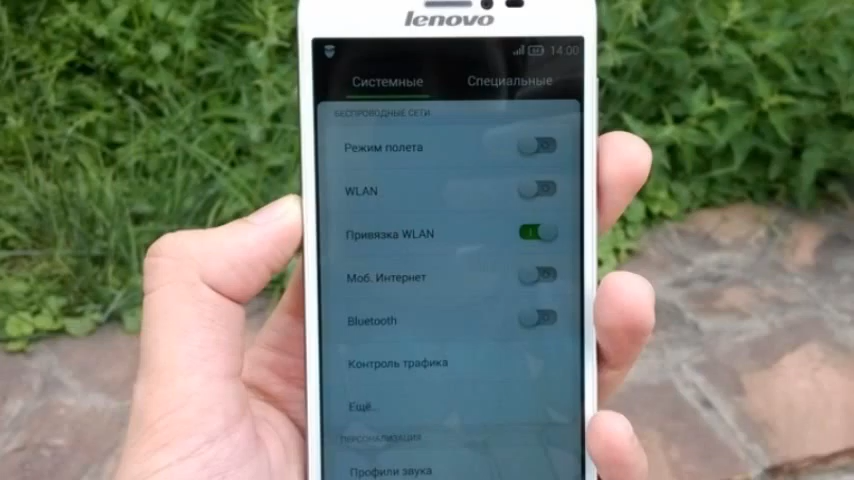 lenovo
14:00
Системные Специальные
БЕСПРОВОДНЫЕ СЕТИ
Режим полета
WLAN
Привязка WLAN
Моб. Интернет
Bluetooth
Контроль трафика
Ещё...
ПЕРСОНАЛИЗАЦИЯ
Профили звука